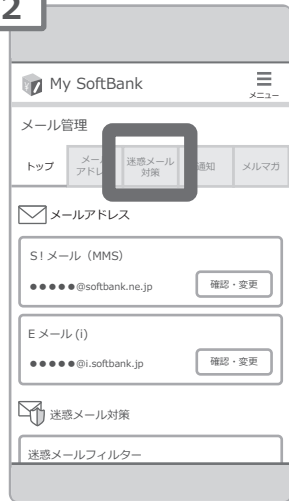 2
My SoftBank
メニュー
メール管理
トップ
メール
アドレ
迷惑メール
対策
通知
メルマガ
メールアドレス
S! メール（MMS）
●●●●●@softbank.ne.jp
確認・変更
E メール (i)
●●●●●@i.softbank.jp
確認・変更
迷惑メール対策
迷惑メールフィルター